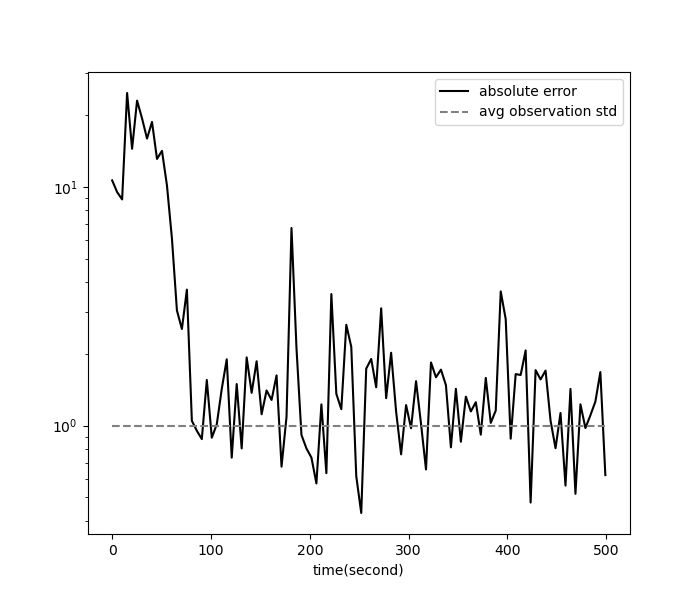 absolute error
avg observation std
10¹
10⁰
0 100 200 300 400 500
time(second)